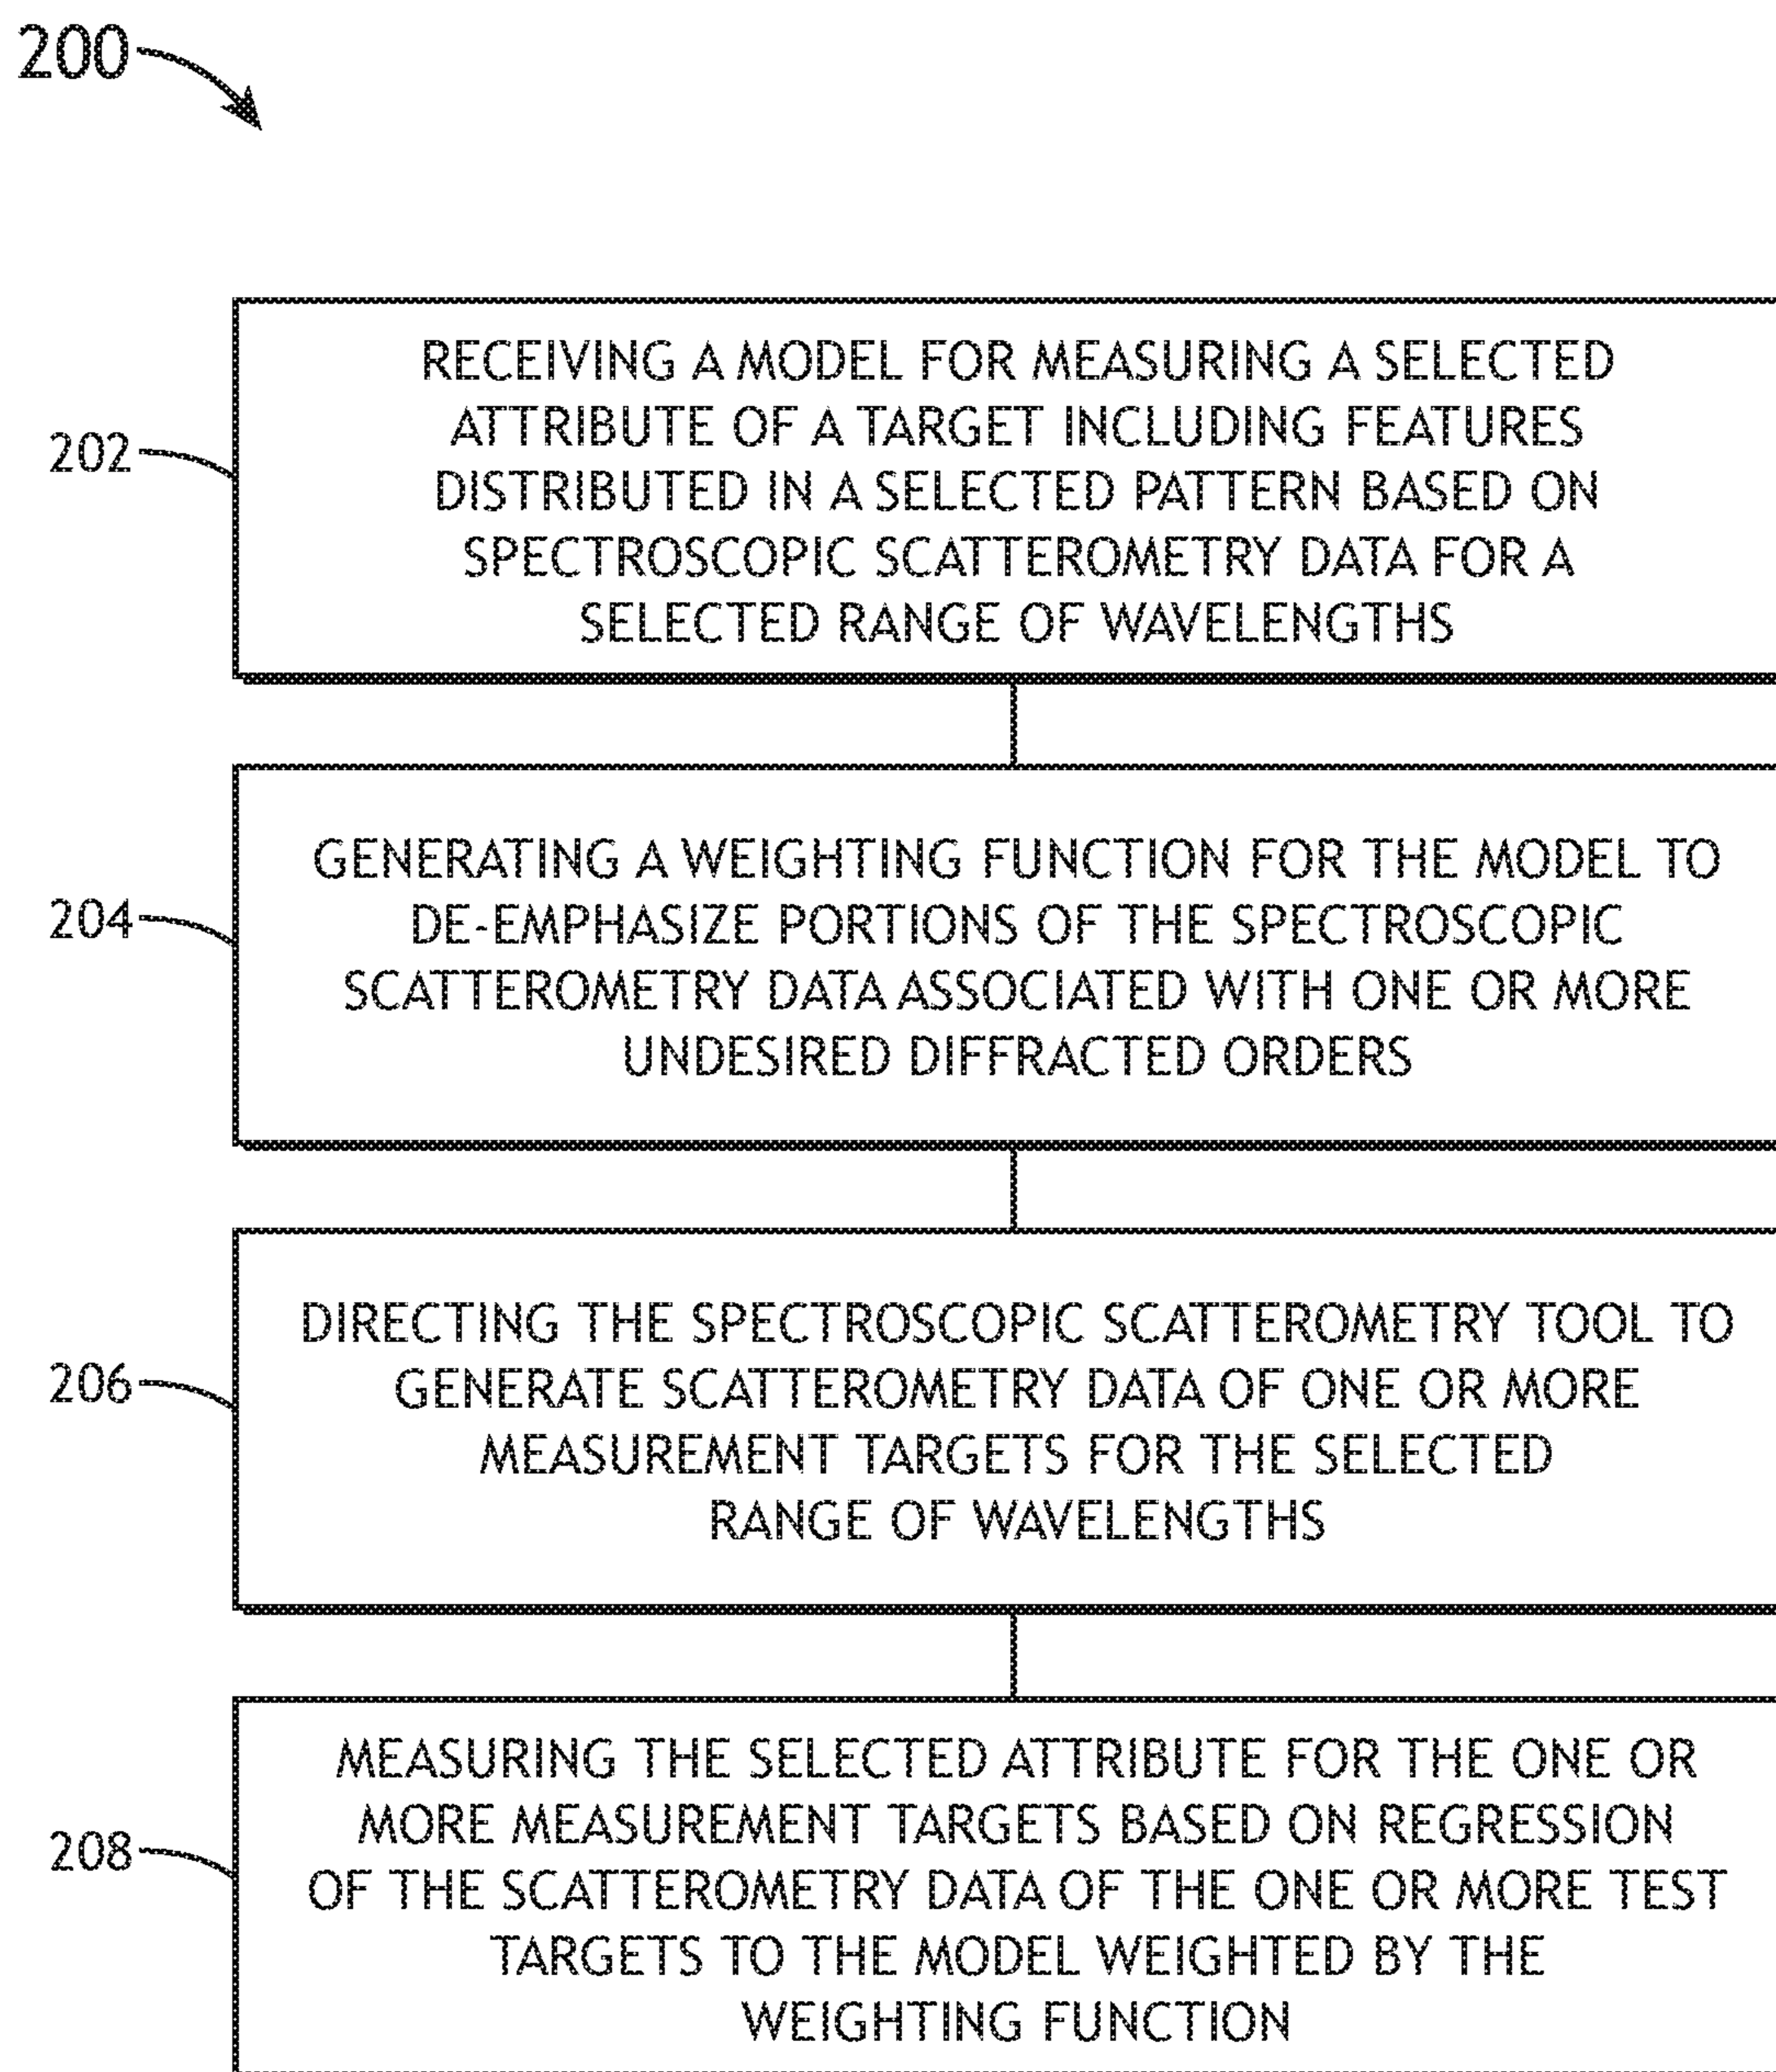 200
202
RECEIVING A MODEL FOR MEASURING A SELECTED
ATTRIBUTE OF A TARGET INCLUDING FEATURES
DISTRIBUTED IN A SELECTED PATTERN BASED ON
SPECTROSCOPIC SCATTEROMETRY DATA FOR A
SELECTED RANGE OF WAVELENGTHS
204
GENERATING A WEIGHTING FUNCTION FOR THE MODEL TO
DE-EMPHASIZE PORTIONS OF THE SPECTROSCOPIC
SCATTEROMETRY DATA ASSOCIATED WITH ONE OR MORE
UNDESIRED DIFFRACTED ORDERS
206
DIRECTING THE SPECTROSCOPIC SCATTEROMETRY TOOL TO
GENERATE SCATTEROMETRY DATA OF ONE OR MORE
MEASUREMENT TARGETS FOR THE SELECTED
RANGE OF WAVELENGTHS
208
MEASURING THE SELECTED ATTRIBUTE FOR THE ONE OR
MORE MEASUREMENT TARGETS BASED ON REGRESSION
OF THE SCATTEROMETRY DATA OF THE ONE OR MORE TEST
TARGETS TO THE MODEL WEIGHTED BY THE
WEIGHTING FUNCTION